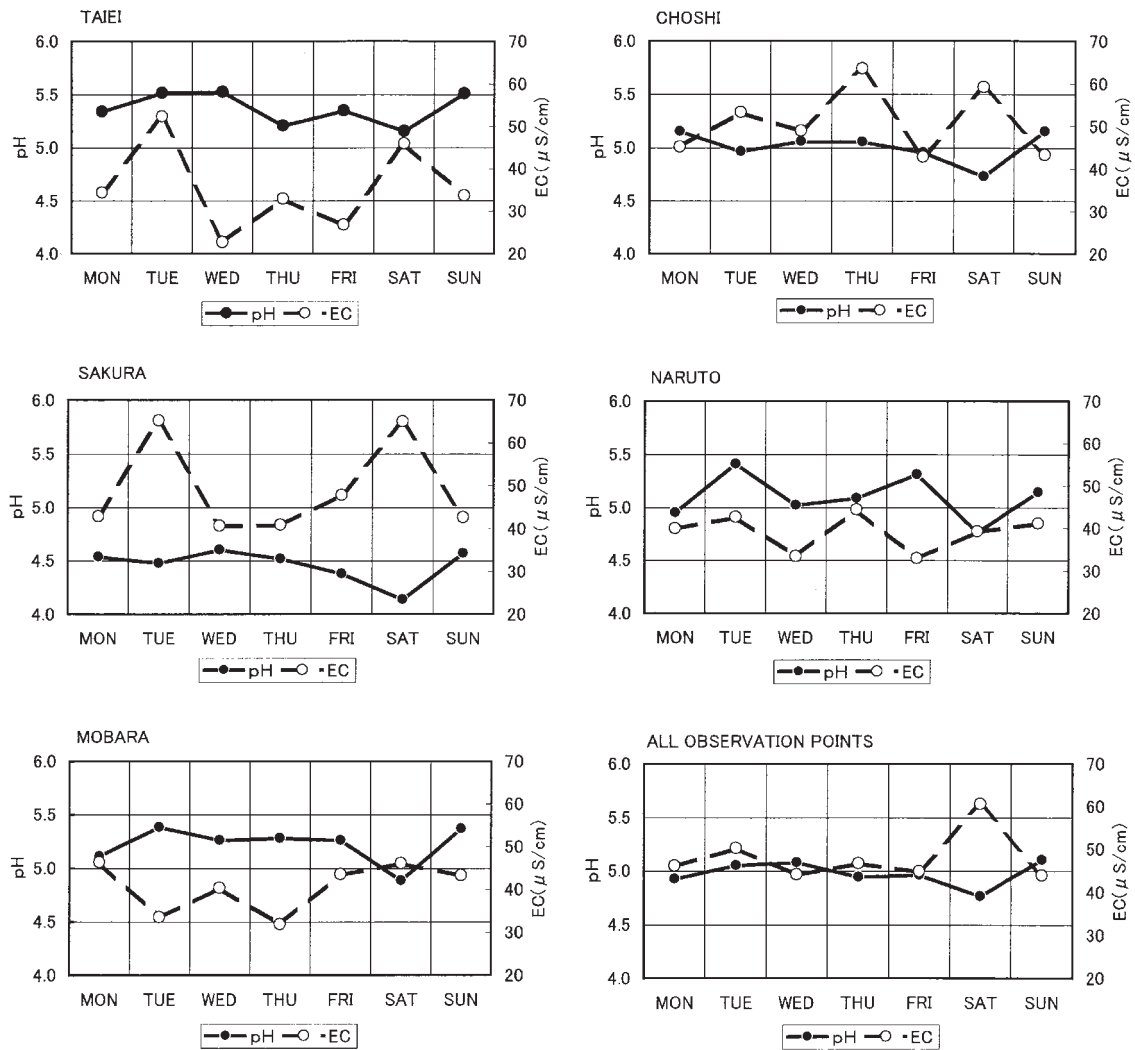 TAIEI
6.0
5.5
5.0
4.5
4.0
pH
70
60
50
40
30
20
EC(μS/cm)
MON TUE WED THU FRI SAT SUN
pH EC
CHOSHI
6.0
5.5
5.0
4.5
4.0
pH
70
60
50
40
30
20
EC(μS/cm)
MON TUE WED THU FRI SAT SUN
pH EC
SAKURA
6.0
5.5
5.0
4.5
4.0
pH
70
60
50
40
30
20
EC(μS/cm)
MON TUE WED THU FRI SAT SUN
pH EC
NARUTO
6.0
5.5
5.0
4.5
4.0
pH
70
60
50
40
30
20
EC(μS/cm)
MON TUE WED THU FRI SAT SUN
pH EC
MOBARA
6.0
5.5
5.0
4.5
4.0
pH
70
60
50
40
30
20
EC(μS/cm)
MON TUE WED THU FRI SAT SUN
pH EC
ALL OBSERVATION POINTS
6.0
5.5
5.0
4.5
4.0
pH
70
60
50
40
30
20
EC(μS/cm)
MON TUE WED THU FRI SAT SUN
pH EC